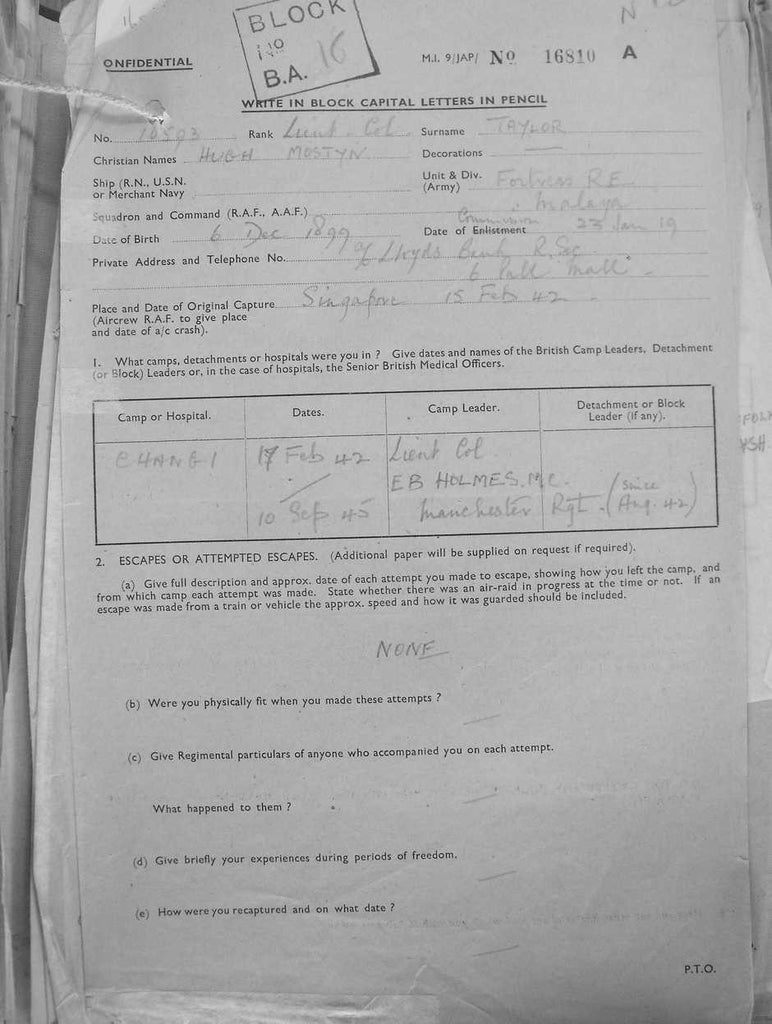 BLOCK
NO 16
B.A.
ONFIDENTIAL
M.I. 9/JAP/ No 16810 A
WRITE IN BLOCK CAPITAL LETTERS IN PENCIL
No. 18593 Rank Lieut. Col. Surname TAYLOR
Christian Names HUGH MOSTYN Decorations —
Ship (R.N., U.S.N. or Merchant Navy
Unit & Div. (Army) Fortress RE
Malaya
Squadron and Command (R.A.F., A.A.F.)
Commission
Date of Birth 6 Dec 1899 Date of Enlistment 23 Jan 19
Private Address and Telephone No. c/o Lloyds Bank R. Sec
6 Pall Mall
Place and Date of Original Capture Singapore 15 Feb 42
(Aircrew R.A.F. to give place
and date of a/c crash).
1. What camps, detachments or hospitals were you in ? Give dates and names of the British Camp Leaders, Detachment
(or Block) Leaders or, in the case of hospitals, the Senior British Medical Officers.
Camp or Hospital. Dates. Camp Leader. Detachment or Block Leader (if any).
CHANGI 17 Feb 42 Lieut Col.
EB HOLMES. MC.
10 Sep 45 Manchester Rgt. (since Aug. 42)
2. ESCAPES OR ATTEMPTED ESCAPES. (Additional paper will be supplied on request if required).
(a) Give full description and approx. date of each attempt you made to escape, showing how you left the camp, and
from which camp each attempt was made. State whether there was an air-raid in progress at the time or not. If an
escape was made from a train or vehicle the approx. speed and how it was guarded should be included.
NONE
(b) Were you physically fit when you made these attempts ?
(c) Give Regimental particulars of anyone who accompanied you on each attempt.
What happened to them ?
(d) Give briefly your experiences during periods of freedom.
(e) How were you recaptured and on what date ?
P.T.O.